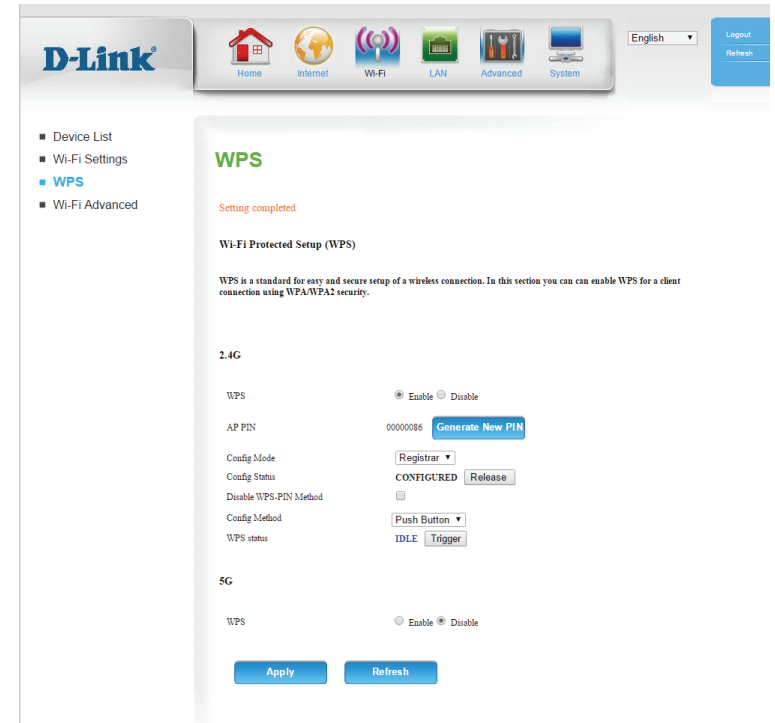 D-Link
Home Internet Wi-Fi LAN Advanced System
English
Logout
Refresh
Device List
Wi-Fi Settings
WPS
Wi-Fi Advanced
WPS
Setting completed
Wi-Fi Protected Setup (WPS)
WPS is a standard for easy and secure setup of a wireless connection. In this section you can can enable WPS for a client
connection using WPA/WPA2 security.
2.4G
WPS Enable Disable
AP PIN 00000086 Generate New PIN
Config Mode Registrar
Config Status CONFIGURED Release
Disable WPS-PIN Method
Config Method Push Button
WPS status IDLE Trigger
5G
WPS Enable Disable
Apply Refresh